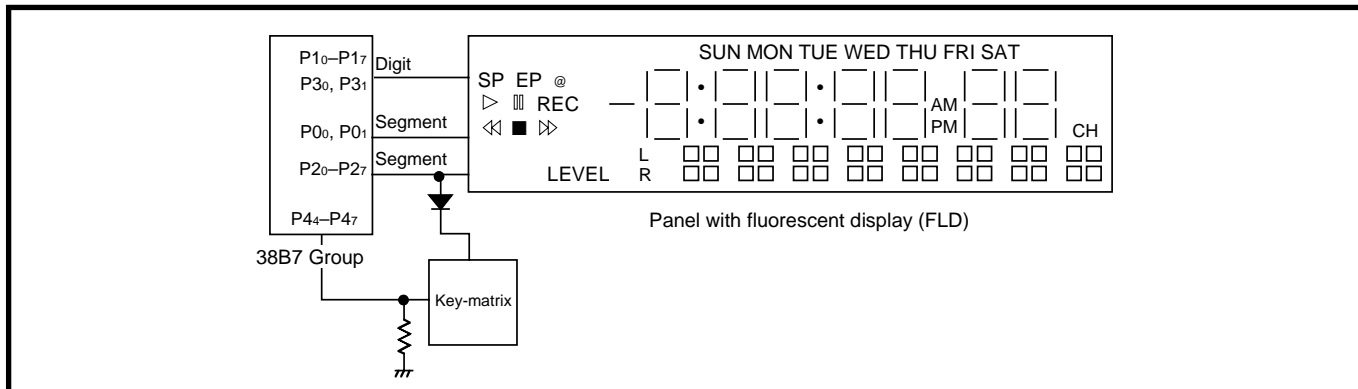 P10–P17
P30, P31
Digit
P00, P01
Segment
P20–P27
Segment
P44–P47
38B7 Group
SUN MON TUE WED THU FRI SAT
SP EP @
REC
AM
PM
CH
L
LEVEL R
Panel with fluorescent display (FLD)
Key-matrix